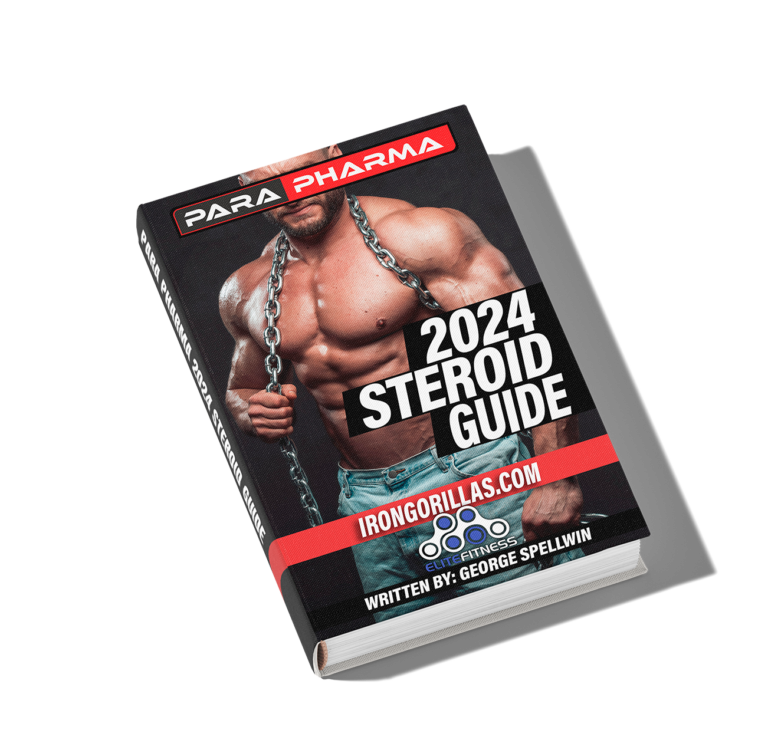 PARA PHARMA
2024
STEROID
GUIDE
IRONGORILLAS.COM
ELITEFITNESS
WRITTEN BY: GEORGE SPELLWIN
PARA PHARMA 2024 STEROID GUIDE